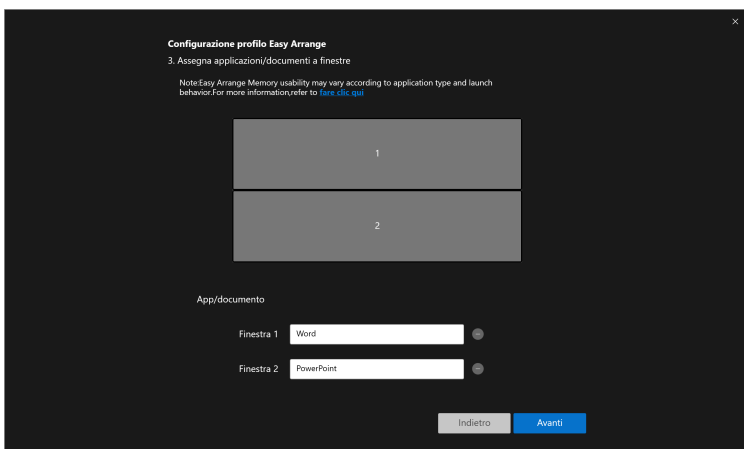 Configurazione profilo Easy Arrange
3. Assegna applicazioni/documenti a finestre
Note:Easy Arrange Memory usability may vary according to application type and launch
behavior.For more information,refer to fare clic qui
1
2
App/documento
Finestra 1 Word
Finestra 2 PowerPoint
Indietro Avanti